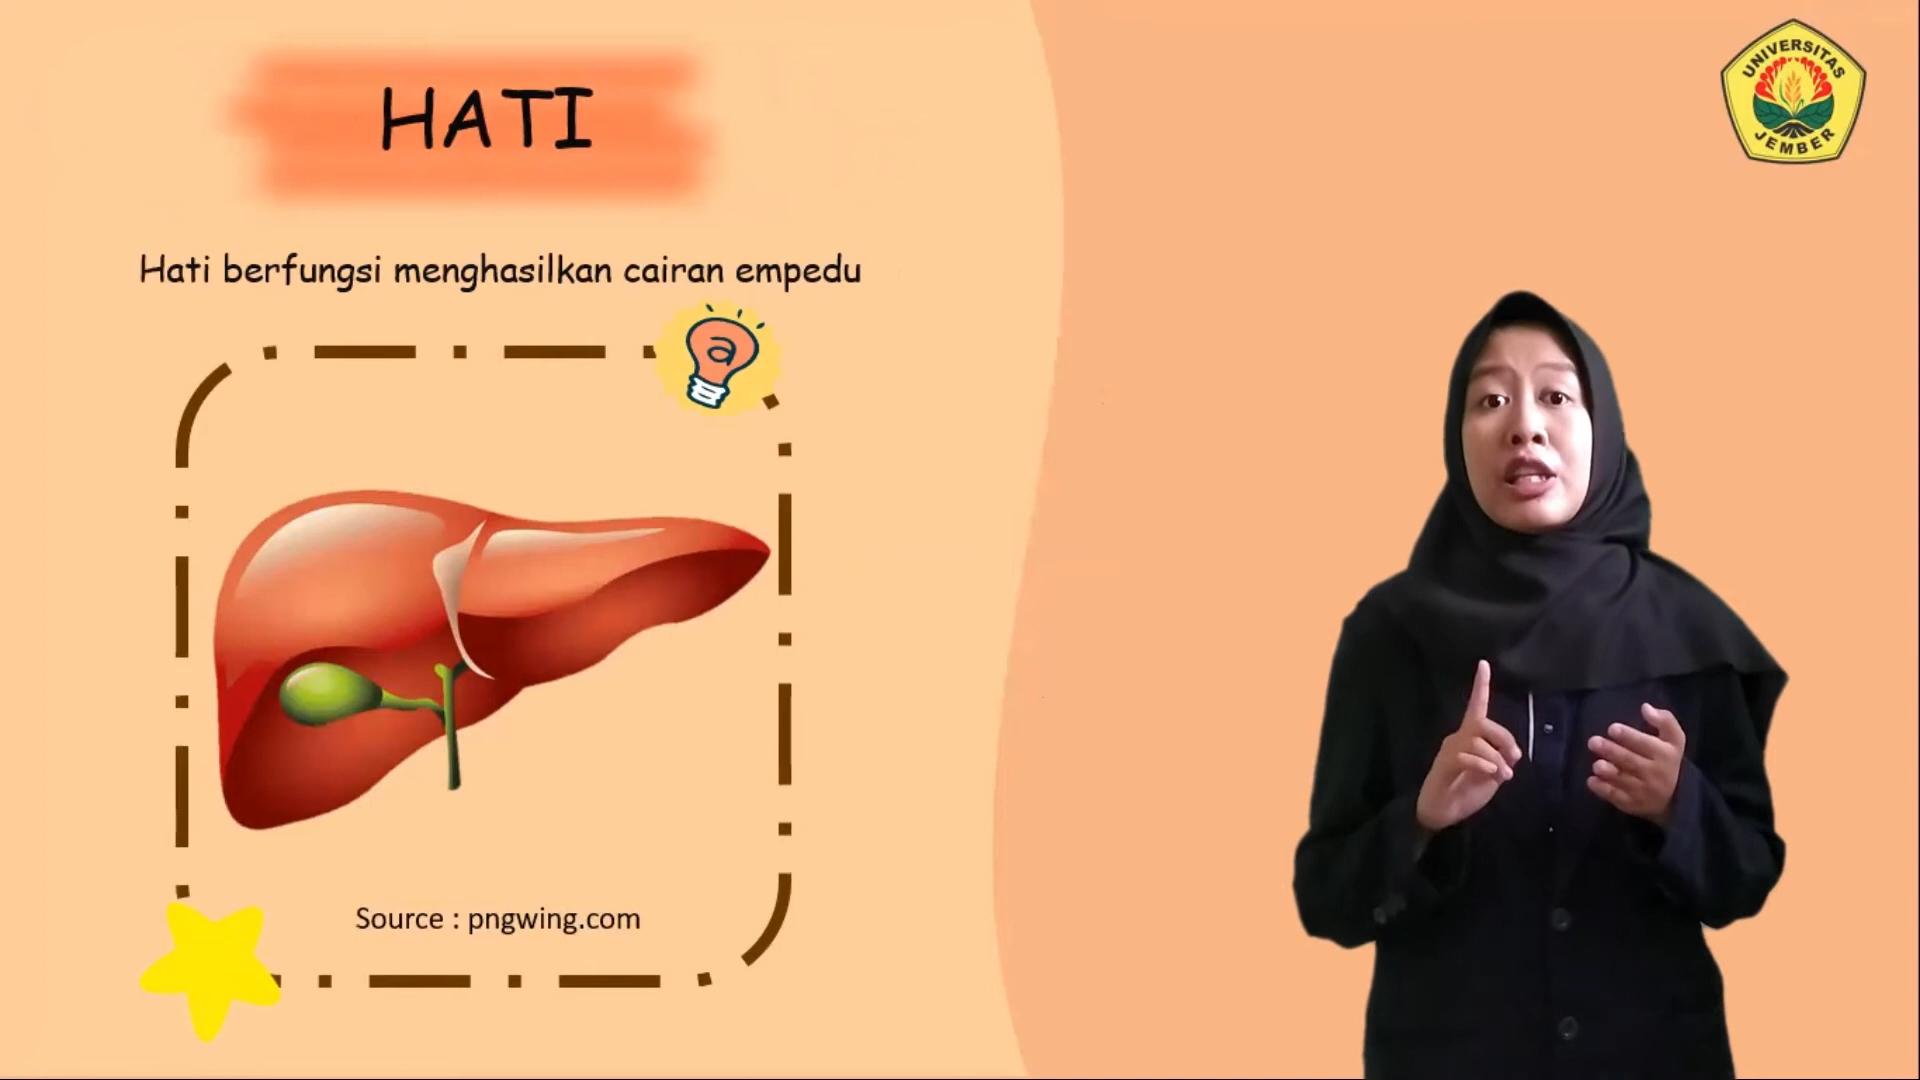 HATI
UNIVERSITAS
JEMBER
Hati berfungsi menghasilkan cairan empedu
a
Source : pngwing.com